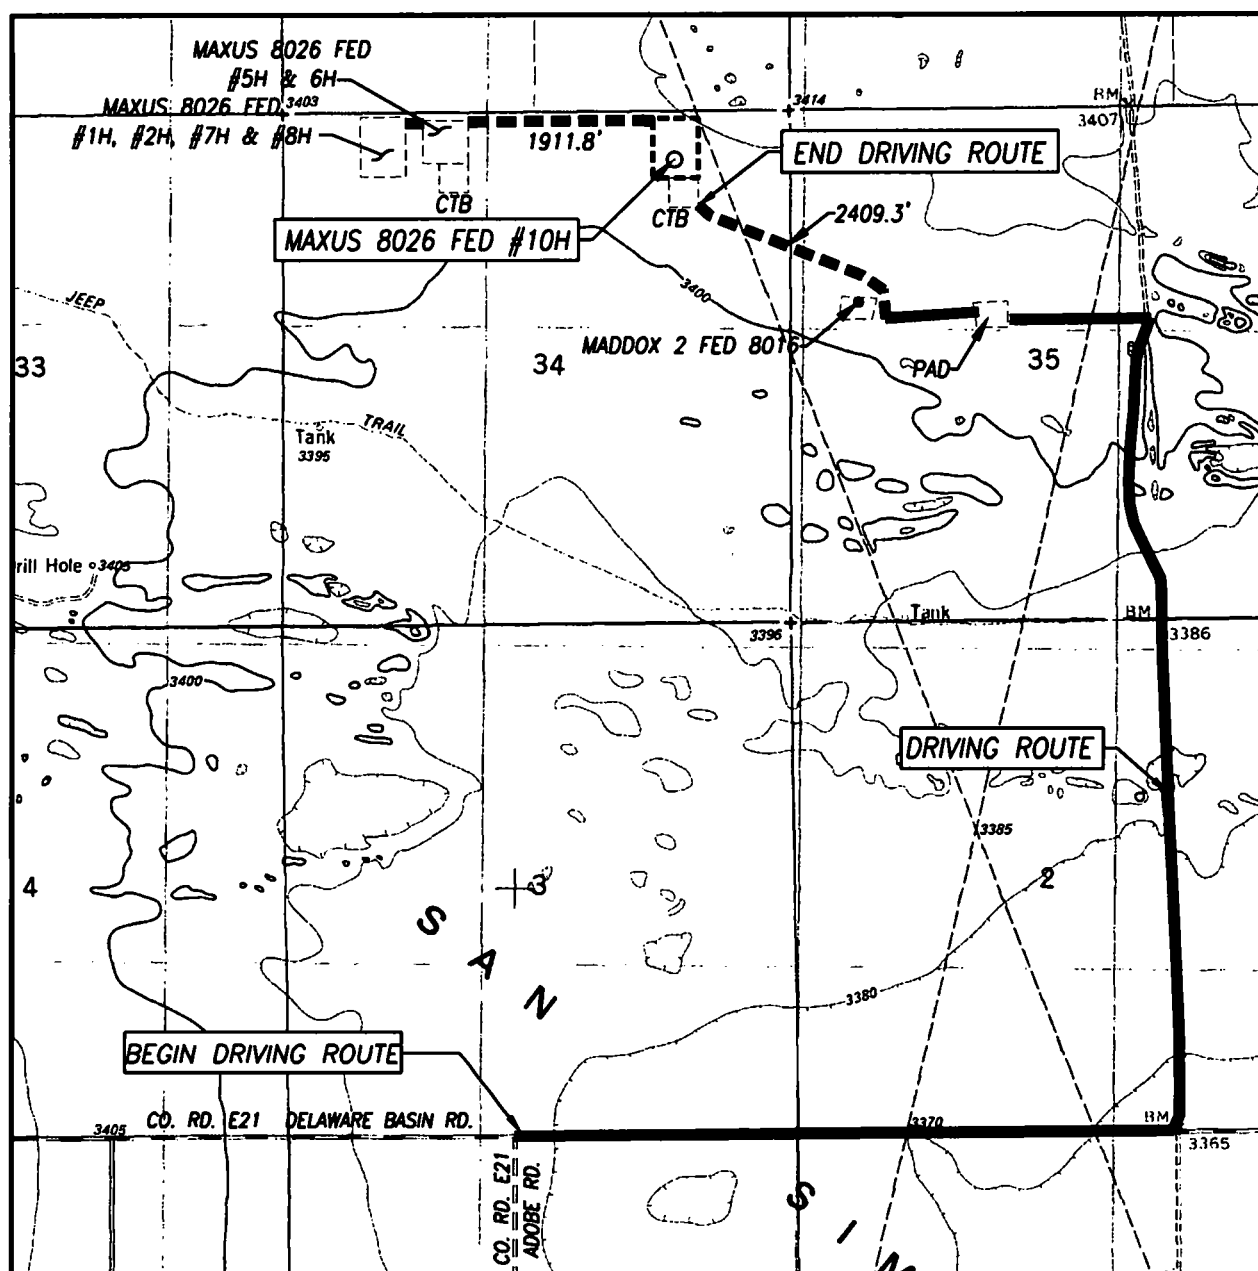 MAXUS 8026 FED
#5H & 6H
MAXUS 8026 FED
#1H, #2H, #7H & #8H
3403
3414
BM
3407
1911.8'
END DRIVING ROUTE
CTB
CTB
2409.3'
MAXUS 8026 FED #10H
3400
JEEP
MADDOX 2 FED 8016
PAD
33
34
35
TRAIL
Tank
3395
rill Hole 3405
Tank
BM
3396
3386
3400
DRIVING ROUTE
3385
4
3
2
S A N
3380
BEGIN DRIVING ROUTE
CO. RD. E21 DELAWARE BASIN RD.
3405
3370
BM
3365
CO. RD. E21
ADOBE RD.
S I